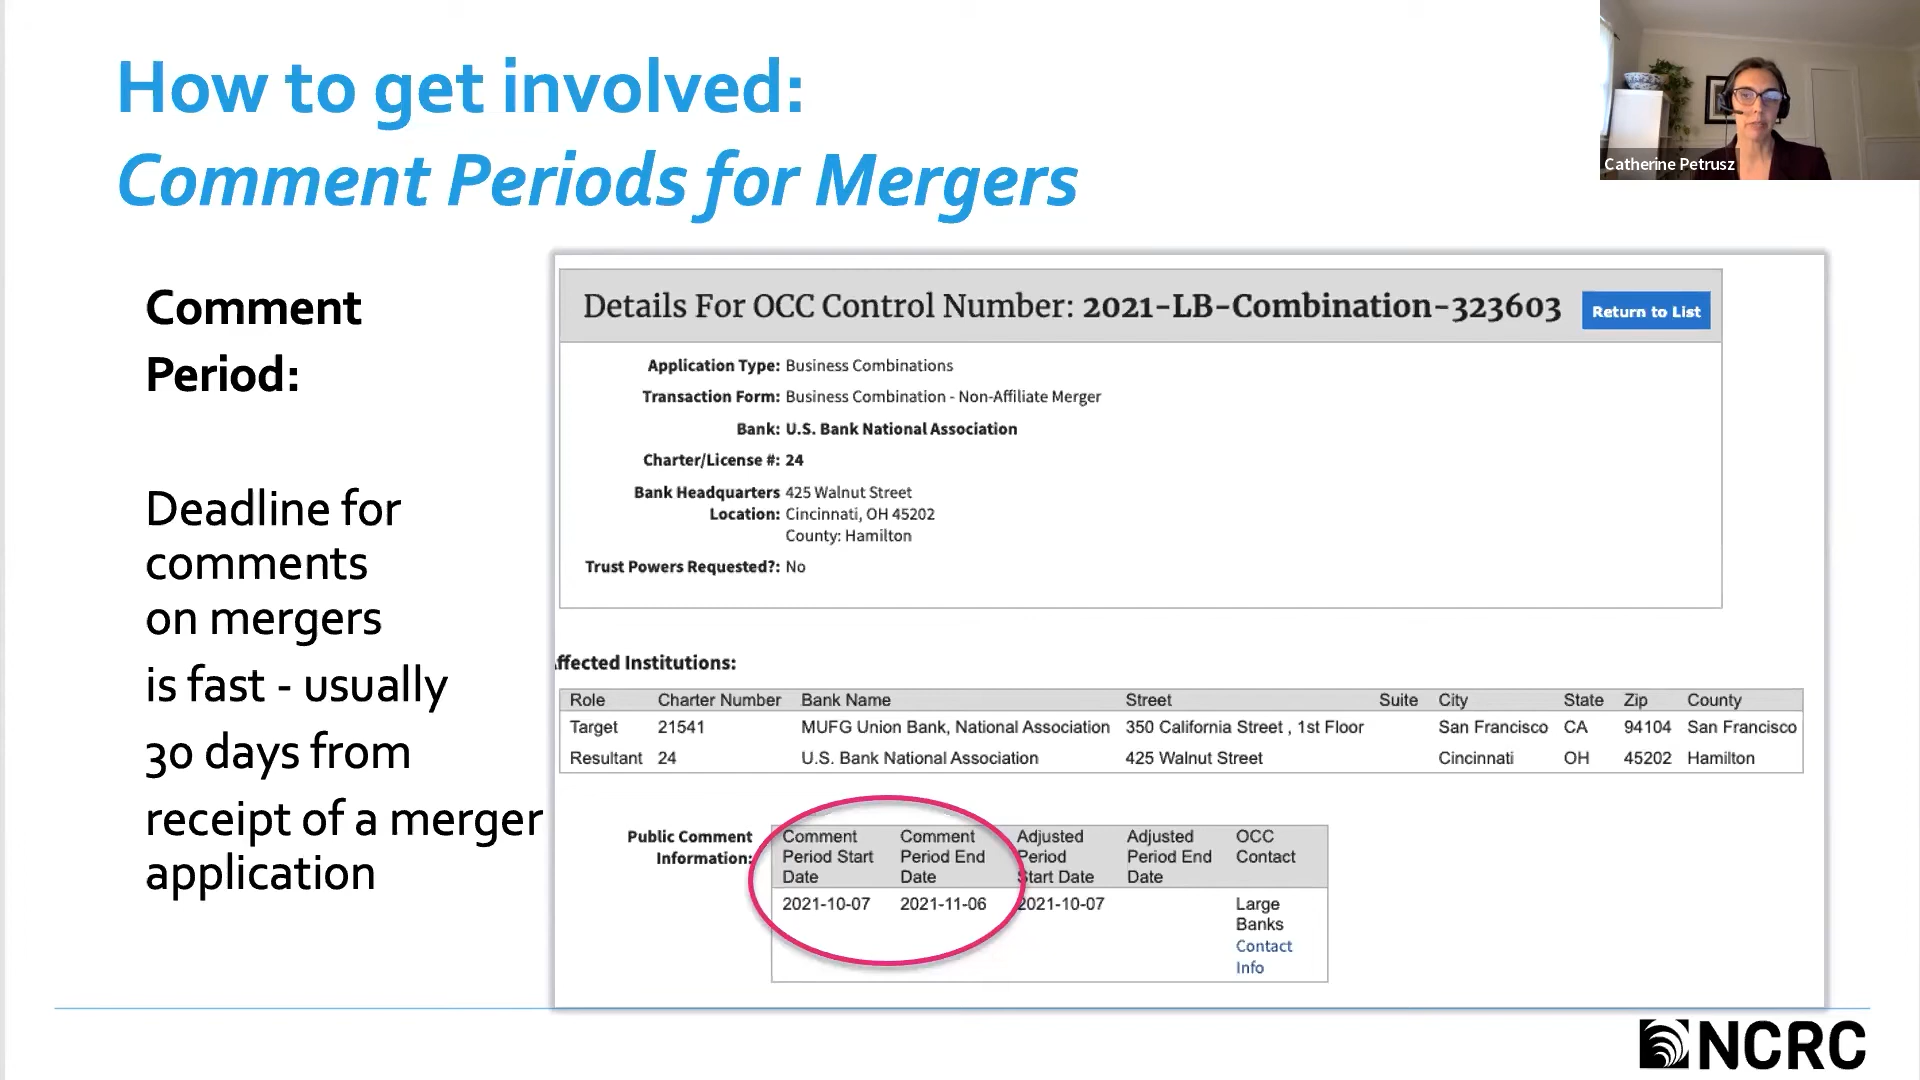 How to get involved:
Comment Periods for Mergers
Catherine Petrusz
Comment
Period:
Deadline for
comments
on mergers
is fast - usually
30 days from
receipt of a merger
application
Details For OCC Control Number: 2021-LB-Combination-323603 Return to List
Application Type: Business Combinations
Transaction Form: Business Combination - Non-Affiliate Merger
Bank: U.S. Bank National Association
Charter/License #: 24
Bank Headquarters 425 Walnut Street
Location: Cincinnati, OH 45202
County: Hamilton
Trust Powers Requested?: No
ffected Institutions:
Role Charter Number Bank Name Street Suite City State Zip County
Target 21541 MUFG Union Bank, National Association 350 California Street , 1st Floor San Francisco CA 94104 San Francisco
Resultant 24 U.S. Bank National Association 425 Walnut Street Cincinnati OH 45202 Hamilton
Public Comment Comment Comment Adjusted Adjusted OCC
Information: Period Start Period End Period Period End Contact
Date Date Start Date Date
2021-10-07 2021-11-06 2021-10-07 Large
Banks
Contact
Info
NCRC